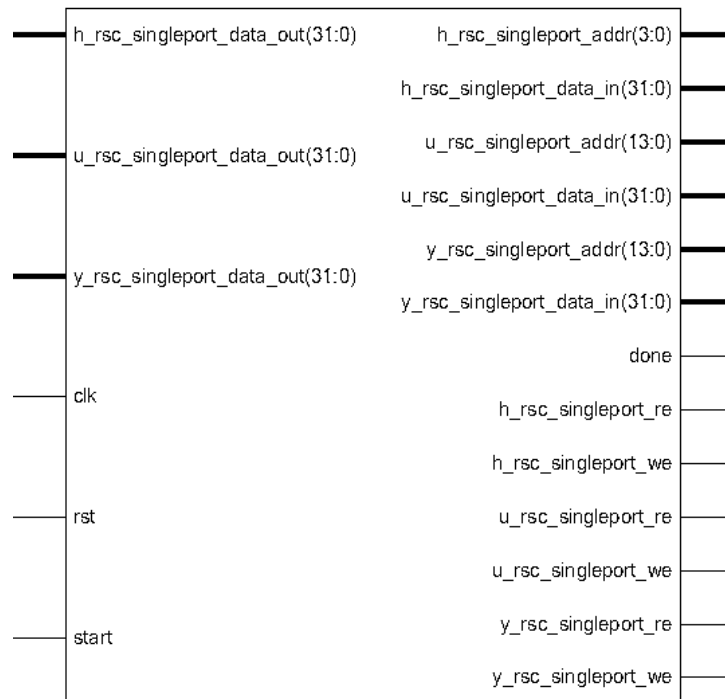 h_rsc_singleport_data_out(31:0)
u_rsc_singleport_data_out(31:0)
y_rsc_singleport_data_out(31:0)
clk
rst
start
h_rsc_singleport_addr(3:0)
h_rsc_singleport_data_in(31:0)
u_rsc_singleport_addr(13:0)
u_rsc_singleport_data_in(31:0)
y_rsc_singleport_addr(13:0)
y_rsc_singleport_data_in(31:0)
done
h_rsc_singleport_re
h_rsc_singleport_we
u_rsc_singleport_re
u_rsc_singleport_we
y_rsc_singleport_re
y_rsc_singleport_we